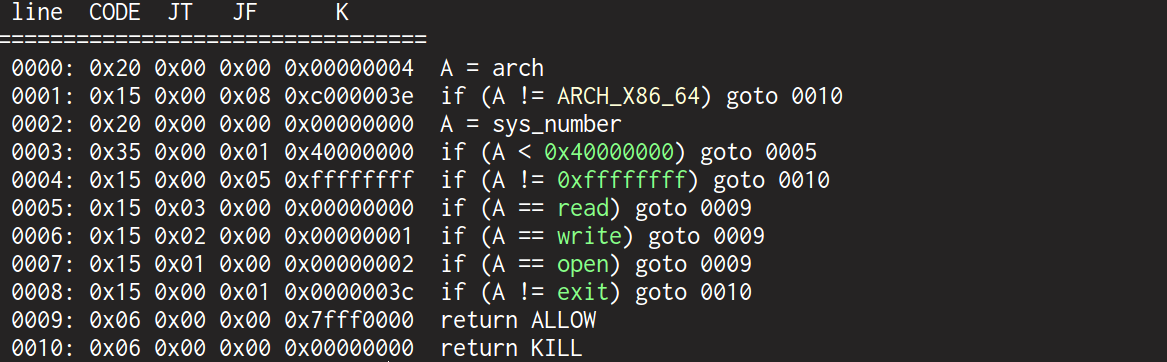 line CODE JT JF K
=================================
0000: 0x20 0x00 0x00 0x00000004 A = arch
0001: 0x15 0x00 0x08 0xc000003e if (A != ARCH_X86_64) goto 0010
0002: 0x20 0x00 0x00 0x00000000 A = sys_number
0003: 0x35 0x00 0x01 0x40000000 if (A < 0x40000000) goto 0005
0004: 0x15 0x00 0x05 0xffffffff if (A != 0xffffffff) goto 0010
0005: 0x15 0x03 0x00 0x00000000 if (A == read) goto 0009
0006: 0x15 0x02 0x00 0x00000001 if (A == write) goto 0009
0007: 0x15 0x01 0x00 0x00000002 if (A == open) goto 0009
0008: 0x15 0x00 0x01 0x0000003c if (A != exit) goto 0010
0009: 0x06 0x00 0x00 0x7fff0000 return ALLOW
0010: 0x06 0x00 0x00 0x00000000 return KILL